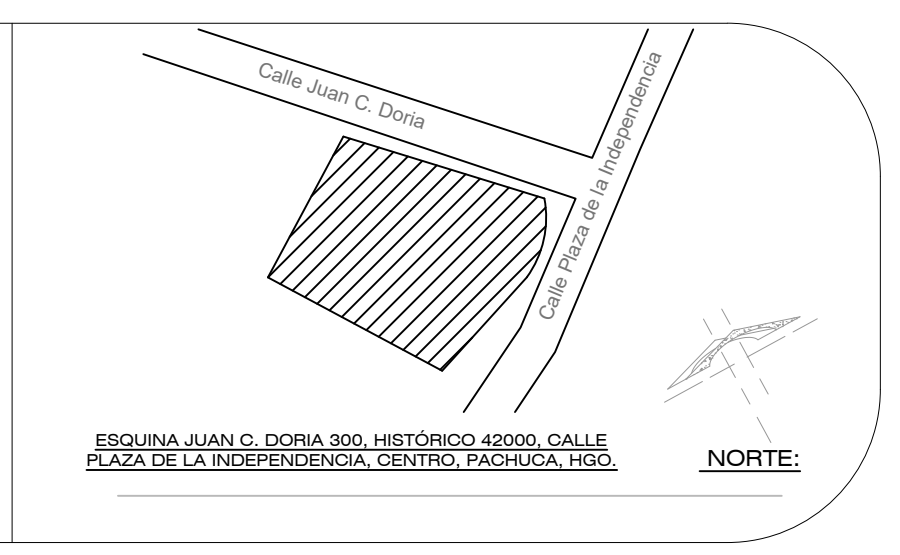 Calle Juan C. Doria
Calle Plaza de la Independencia
ESQUINA JUAN C. DORIA 300, HISTÓRICO 42000, CALLE
PLAZA DE LA INDEPENDENCIA, CENTRO, PACHUCA, HGO.
NORTE: